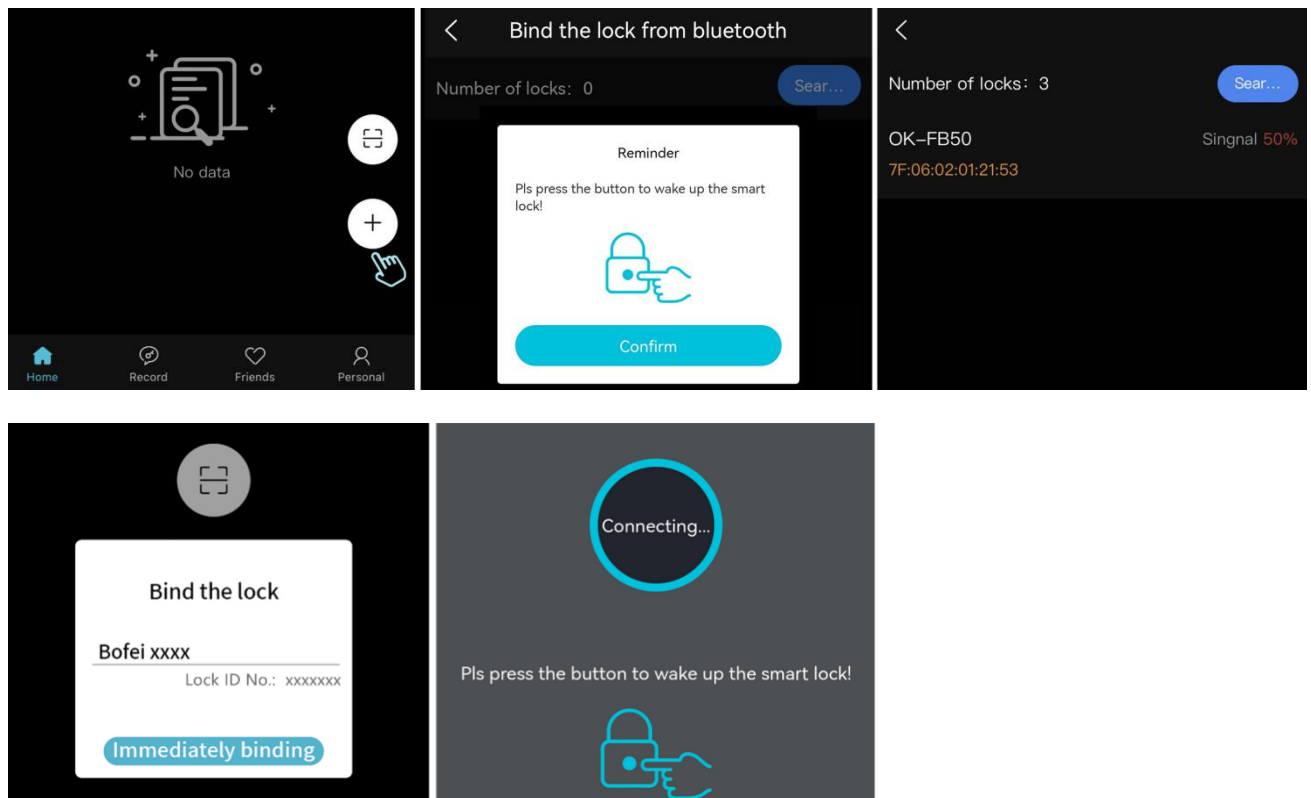 No data
Home
Record
Friends
Personal
Bind the lock from bluetooth
Number of locks: 0
Sear...
Reminder
Pls press the button to wake up the smart
lock!
Confirm
Number of locks: 3
Sear...
OK-FB50
Singnal 50%
7F:06:02:01:21:53
Bind the lock
Bofei xxxx
Lock ID No.: xxxxxxx
Immediately binding
Connecting...
Pls press the button to wake up the smart lock!